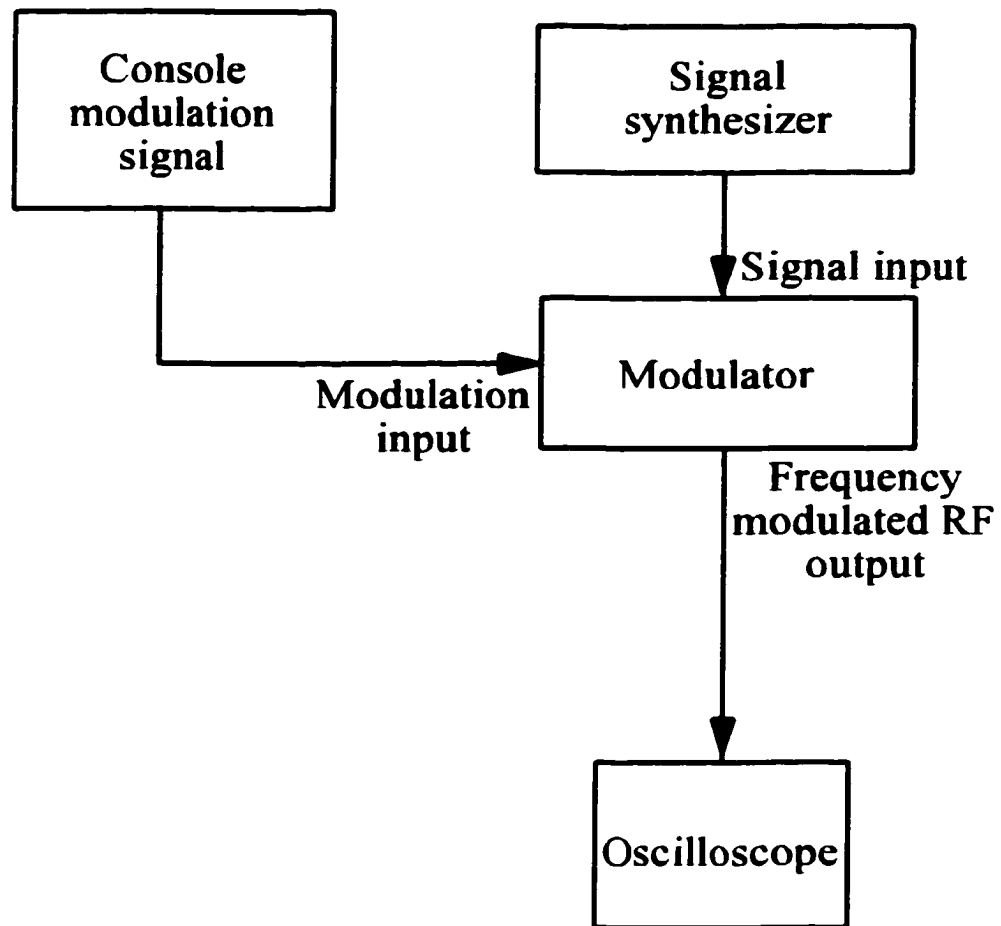 Console
modulation
signal
Signal
synthesizer
Signal input
Modulator
Modulation
input
Frequency
modulated RF
output
Oscilloscope